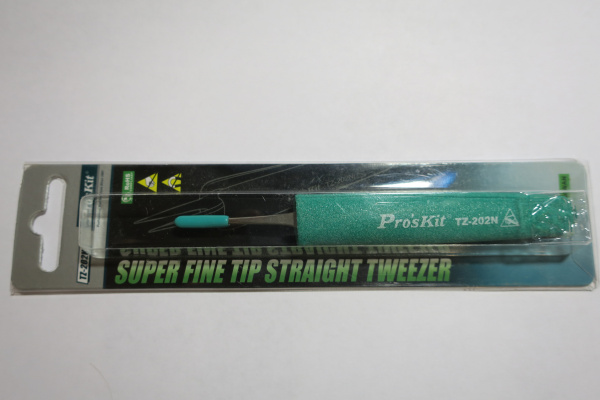 Pro'sKit TZ-202N
SUPER FINE TIP STRAIGHT TWEEZER